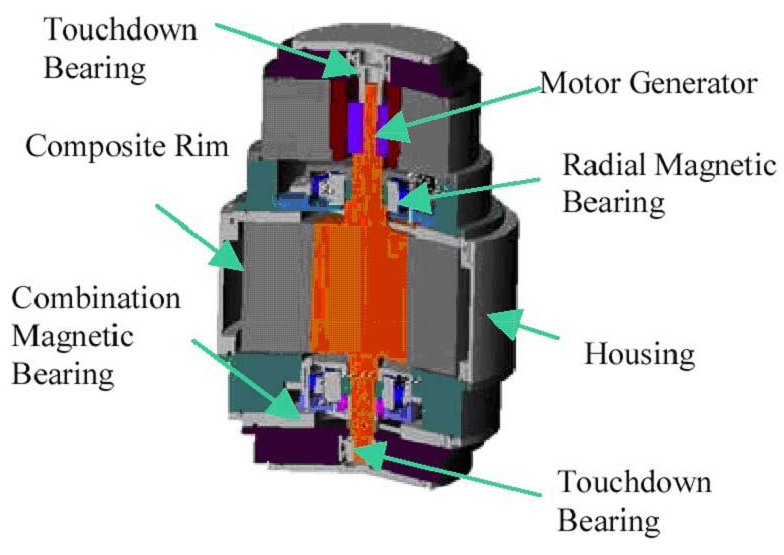 Touchdown
Bearing
Motor Generator
Composite Rim
Radial Magnetic
Bearing
Combination
Magnetic
Bearing
Housing
Touchdown
Bearing